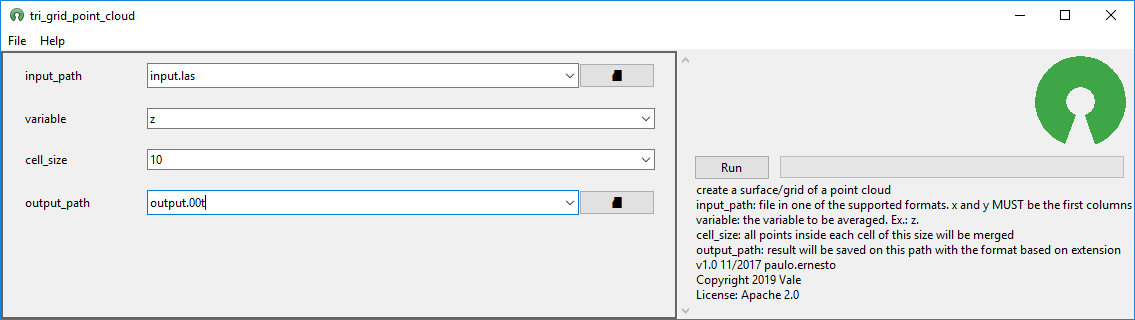 tri_grid_point_cloud
File Help
input_path input.las
variable z
cell_size 10
output_path output.00t
Run
create a surface/grid of a point cloud
input_path: file in one of the supported formats. x and y MUST be the first columns
variable: the variable to be averaged. Ex.: z.
cell_size: all points inside each cell of this size will be merged
output_path: result will be saved on this path with the format based on extension
v1.0 11/2017 paulo.ernesto
Copyright 2019 Vale
License: Apache 2.0